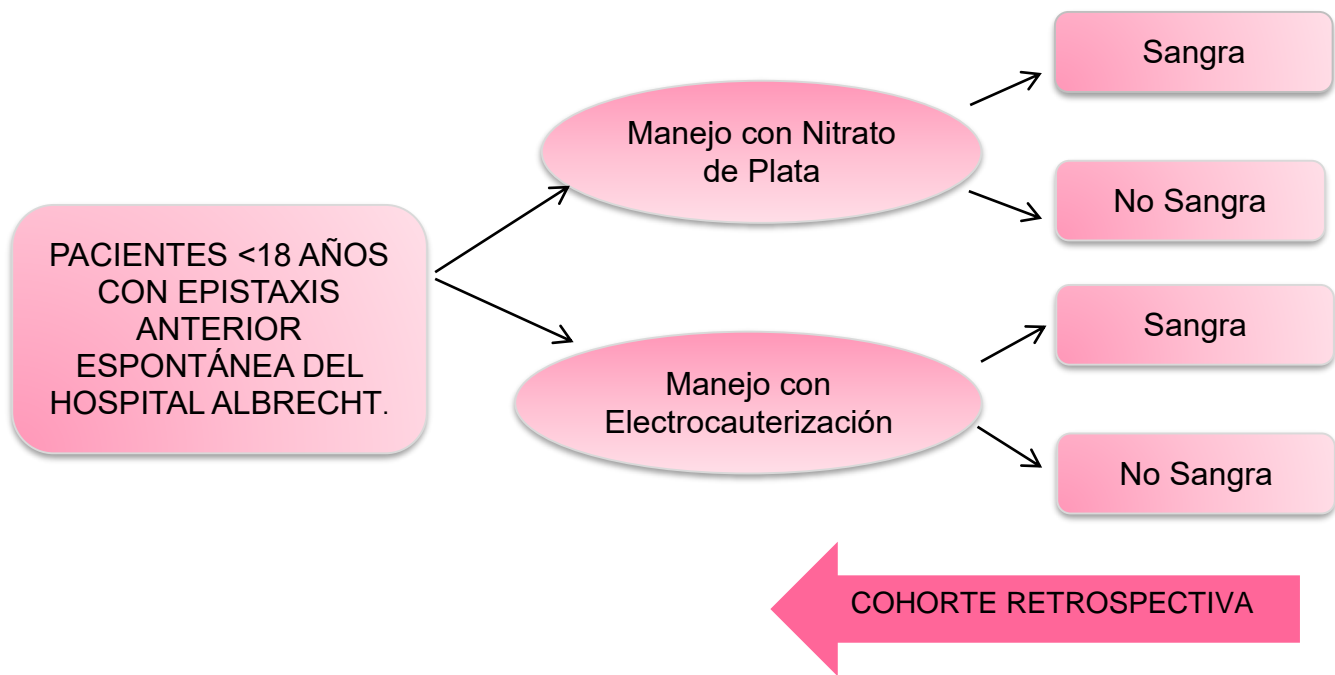 PACIENTES <18 AÑOS
CON EPISTAXIS
ANTERIOR
ESPONTÁNEA DEL
HOSPITAL ALBRECHT.
Manejo con Nitrato
de Plata
Sangra
No Sangra
Manejo con
Electrocauterización
Sangra
No Sangra
COHORTE RETROSPECTIVA